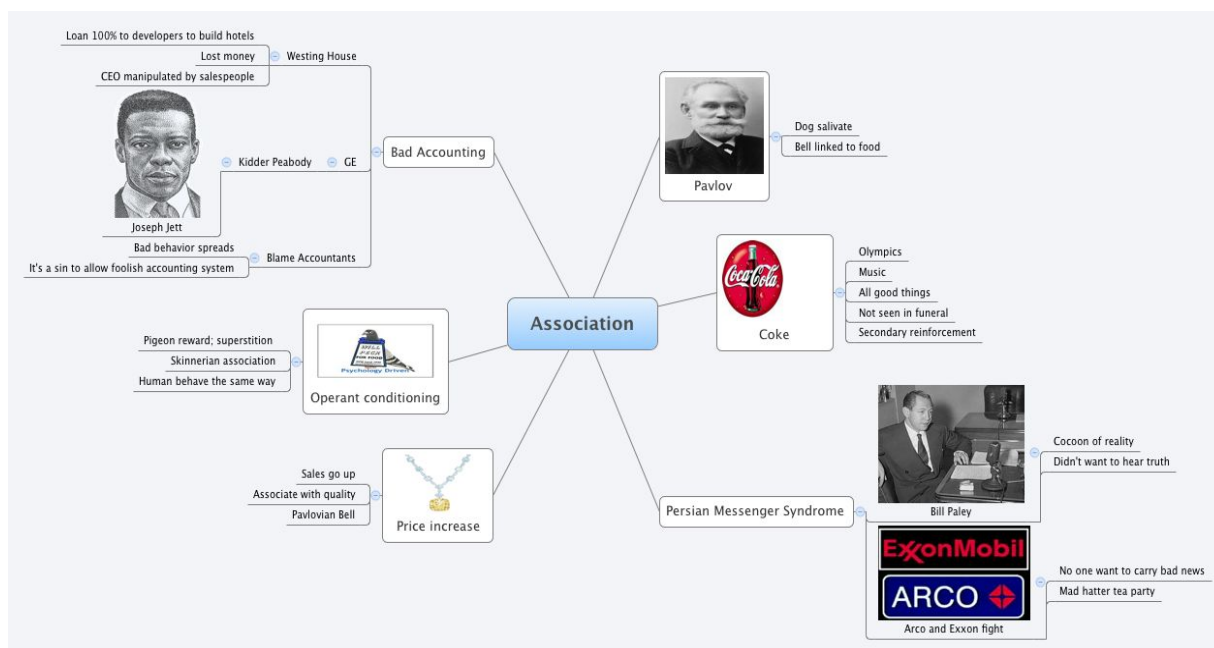 Association
Bad Accounting
Westing House
Loan 100% to developers to build hotels
Lost money
CEO manipulated by salespeople
GE
Kidder Peabody
Joseph Jett
Blame Accountants
Bad behavior spreads
It's a sin to allow foolish accounting system
WILL
PECK
FOR FOOD
Psychology Driven
Operant conditioning
Pigeon reward; superstition
Skinnerian association
Human behave the same way
Price increase
Sales go up
Associate with quality
Pavlovian Bell
Pavlov
Dog salivate
Bell linked to food
Coca-Cola
Coke
Olympics
Music
All good things
Not seen in funeral
Secondary reinforcement
Persian Messenger Syndrome
Bill Paley
Cocoon of reality
Didn't want to hear truth
ExxonMobil
ARCO
Arco and Exxon fight
No one want to carry bad news
Mad hatter tea party